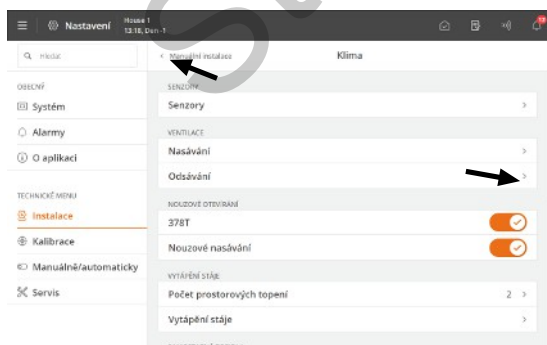 Nastavení
House 1
13:18, Den -1
Hledat
Manuální instalace
Klima
OBECNÝ
Systém
Alarmy
O aplikaci
TECHNICKÉ MENU
Instalace
Kalibrace
Manuálně/automaticky
Servis
SENZORY
Senzory
VENTILACE
Nasávání
Odsávání
NOUZOVÉ OTEVÍRÁNÍ
378T
Nouzové nasávání
VYTÁPĚNÍ STÁJE
Počet prostorových topení 2
Vytápění stáje